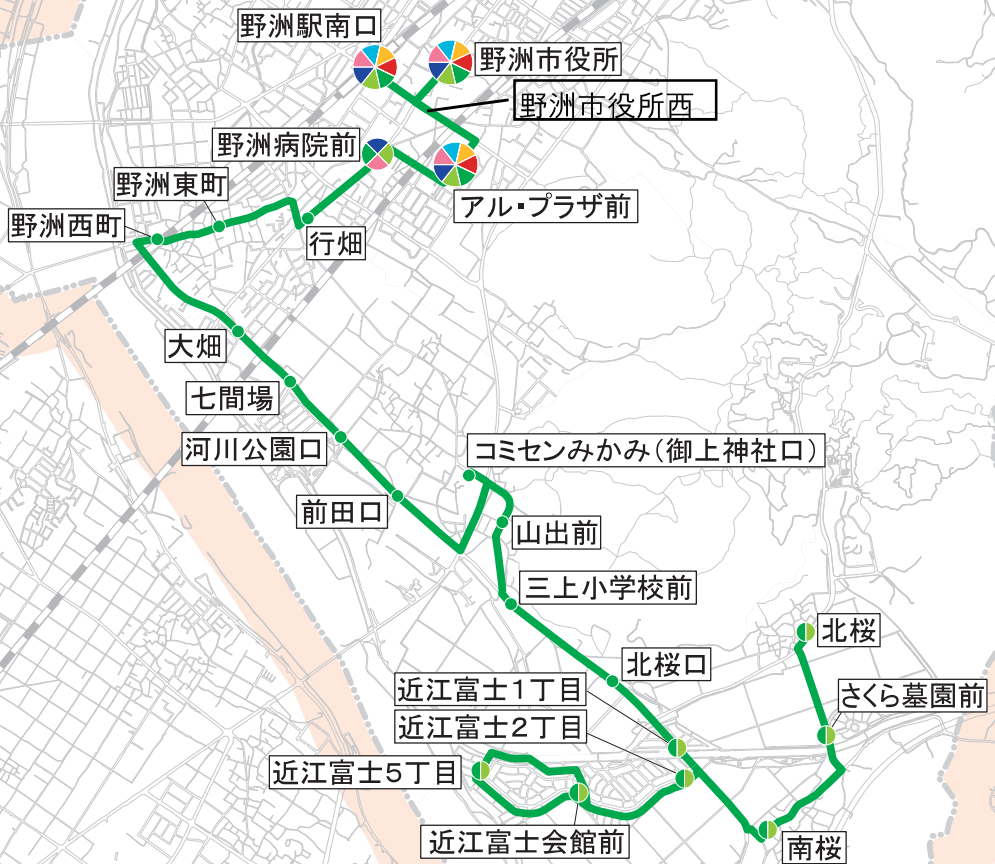 野洲駅南口
野洲市役所
野洲市役所西
野洲病院前
野洲東町
アル・プラザ前
野洲西町
行畑
大畑
七間場
河川公園口
コミセンみかみ（御上神社口）
前田口
山出前
三上小学校前
北桜
北桜口
近江富士1丁目
さくら墓園前
近江富士2丁目
近江富士5丁目
近江富士会館前
南桜